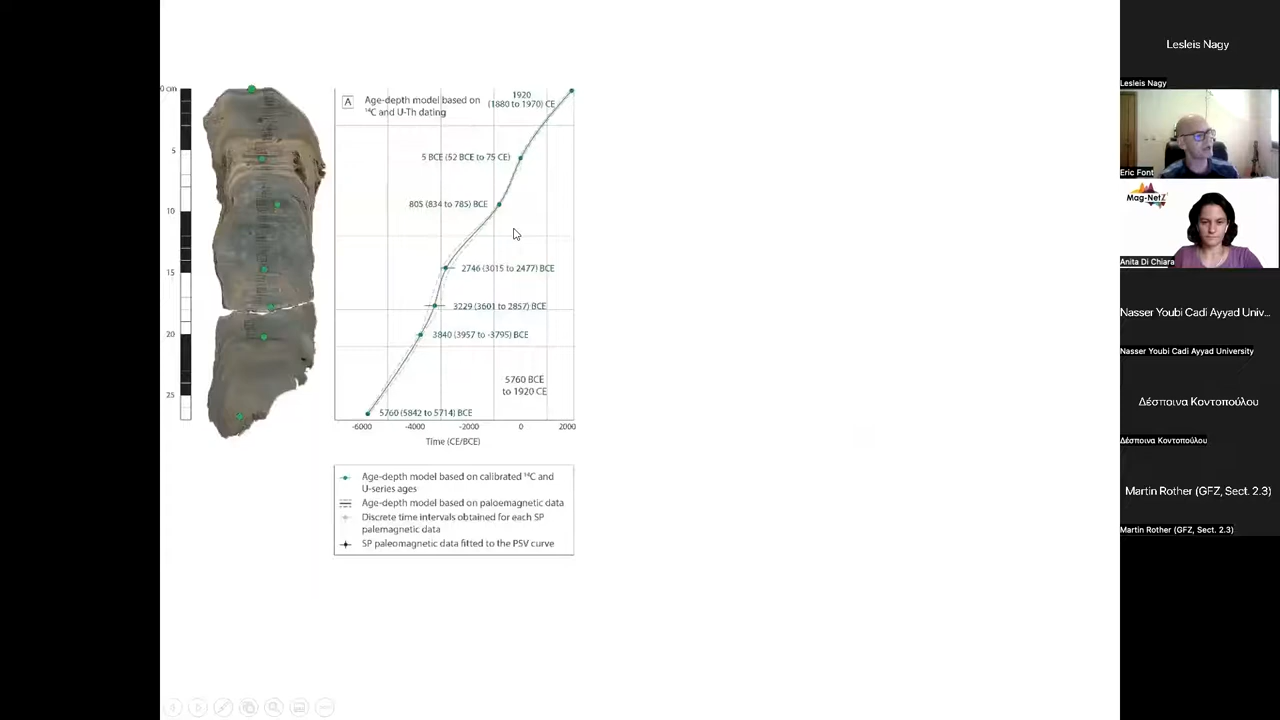 0 cm
5
10
15
20
25
A
Age-depth model based on
¹⁴C and U-Th dating
1920
(1880 to 1970) CE
5 BCE (52 BCE to 75 CE)
805 (834 to 785) BCE
2746 (3015 to 2477) BCE
3229 (3601 to 2857) BCE
3840 (3957 to -3795) BCE
5760 BCE
to 1920 CE
5760 (5842 to 5714) BCE
-6000 -4000 -2000 0 2000
Time (CE/BCE)
Age-depth model based on calibrated ¹⁴C and
U-series ages
Age-depth model based on paloemagnetic data
Discrete time intervals obtained for each SP
palemagnetic data
SP paleomagnetic data fitted to the PSV curve
Lesleis Nagy
Lesleis Nagy
Eric Font
Mag-NetZ
Anita Di Chiara
Nasser Youbi Cadi Ayyad Univ...
Nasser Youbi Cadi Ayyad University
Δέσποινα Κοντοπούλου
Δέσποινα Κοντοπούλου
Martin Rother (GFZ, Sect. 2.3)
Martin Rother (GFZ, Sect. 2.3)